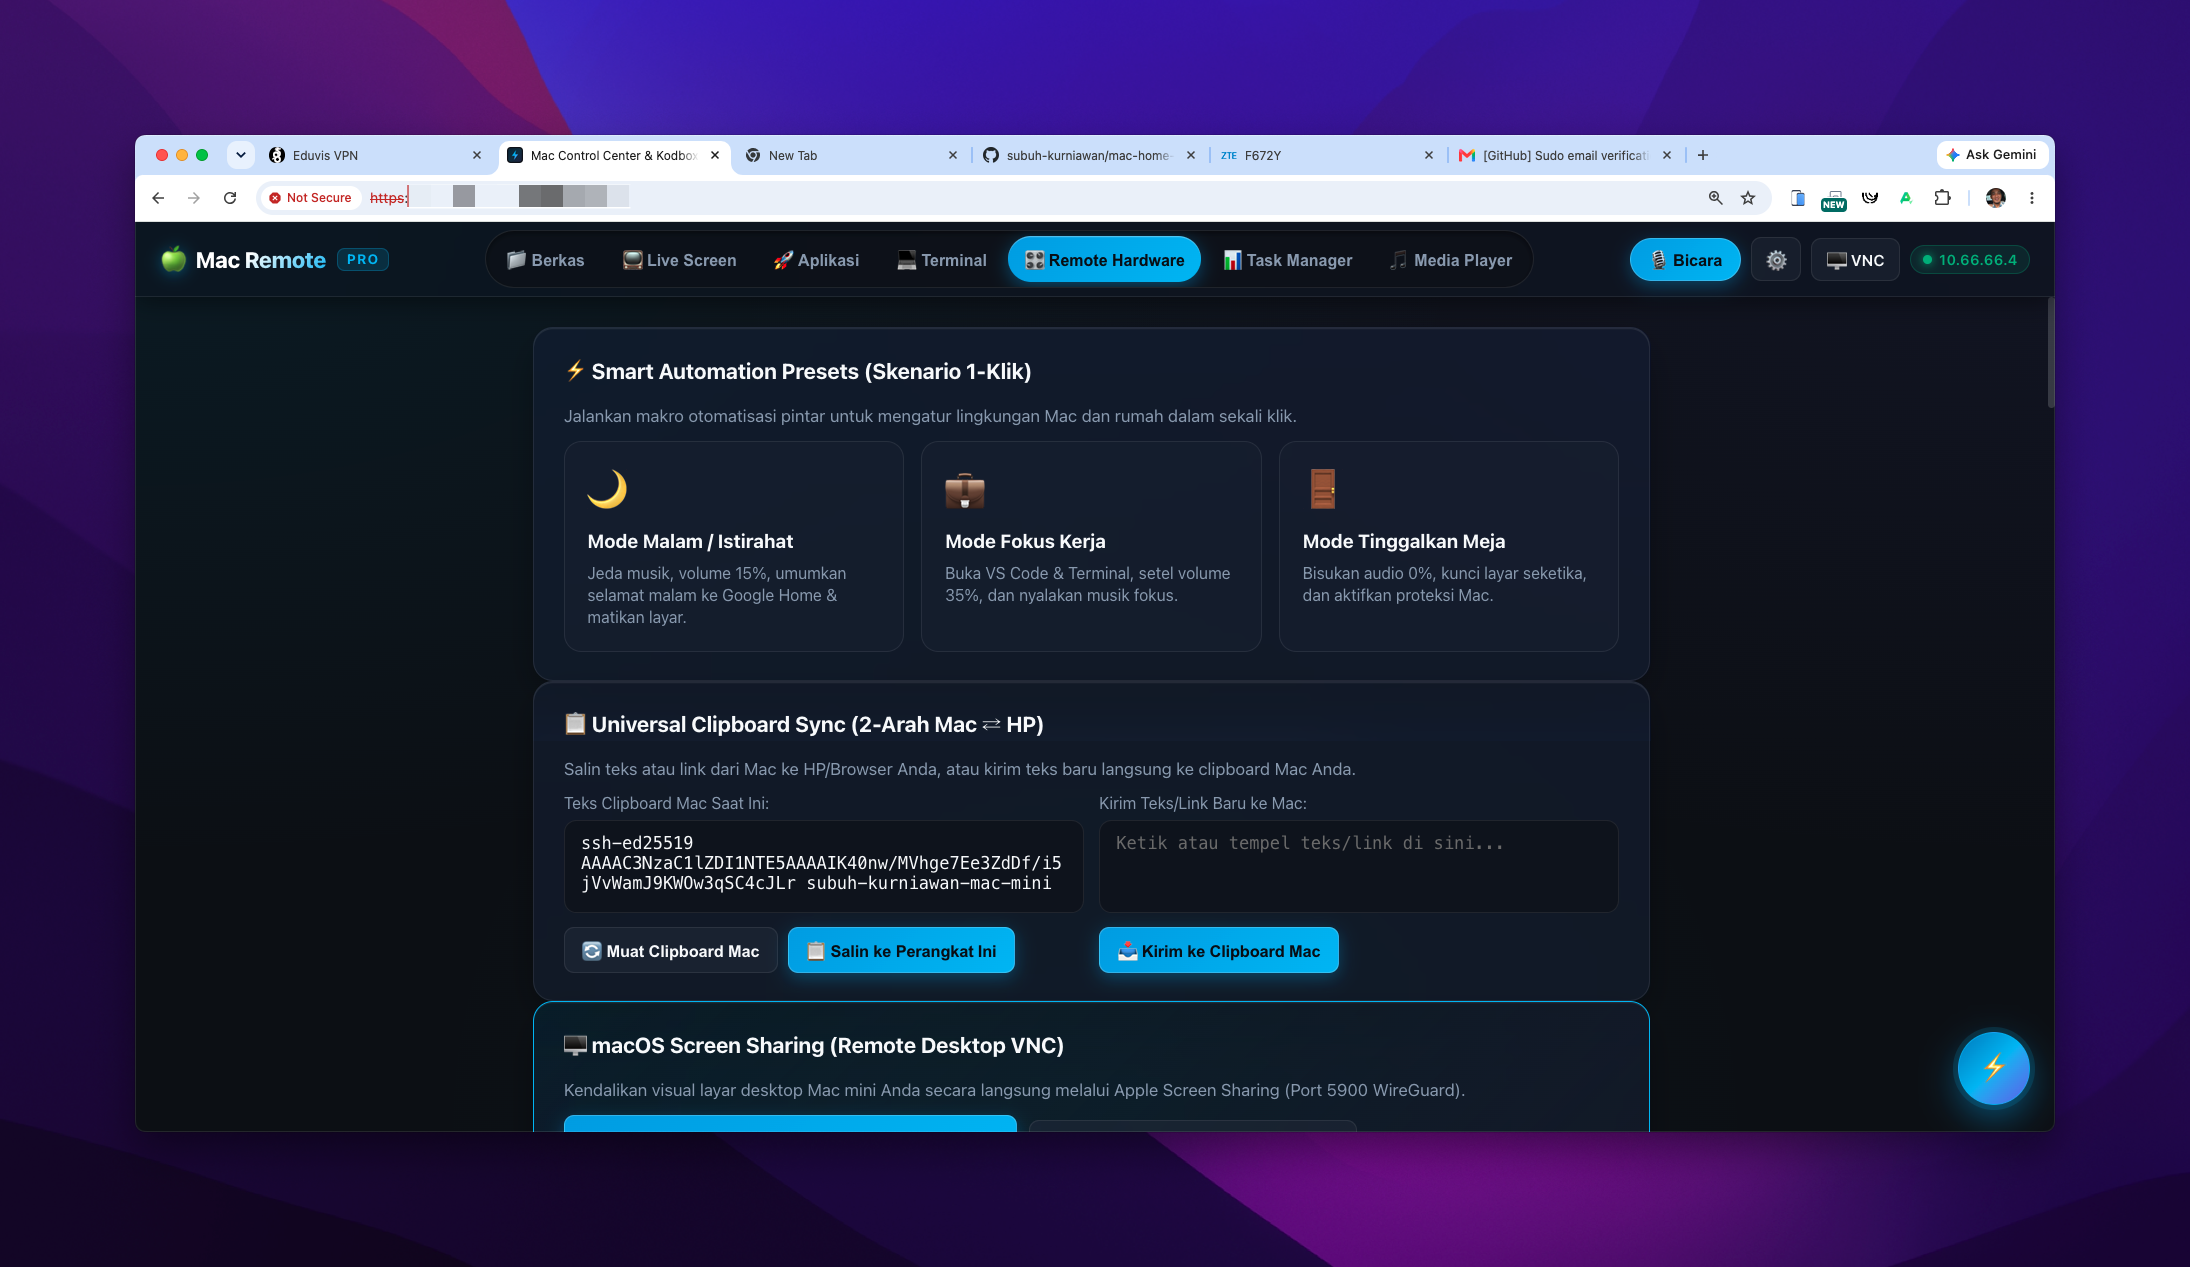 Eduvis VPN
Mac Control Center & Kodbox
New Tab
subuh-kurniawan/mac-home-
ZTE F672Y
[GitHub] Sudo email verificati
Ask Gemini
Not Secure
https:
NEW
Mac Remote PRO
Berkas
Live Screen
Aplikasi
Terminal
Remote Hardware
Task Manager
Media Player
Bicara
VNC
10.66.66.4
Smart Automation Presets (Skenario 1-Klik)
Jalankan makro otomatisasi pintar untuk mengatur lingkungan Mac dan rumah dalam sekali klik.
Mode Malam / Istirahat
Jeda musik, volume 15%, umumkan
selamat malam ke Google Home &
matikan layar.
Mode Fokus Kerja
Buka VS Code & Terminal, setel volume
35%, dan nyalakan musik fokus.
Mode Tinggalkan Meja
Bisukan audio 0%, kunci layar seketika,
dan aktifkan proteksi Mac.
Universal Clipboard Sync (2-Arah Mac ⇄ HP)
Salin teks atau link dari Mac ke HP/Browser Anda, atau kirim teks baru langsung ke clipboard Mac Anda.
Teks Clipboard Mac Saat Ini:
ssh-ed25519
AAAAC3NzaC1lZDI1NTE5AAAAIK40nw/MVhge7Ee3ZdDf/i5
jVvWamJ9KWOw3qSC4cJLr subuh-kurniawan-mac-mini
Muat Clipboard Mac
Salin ke Perangkat Ini
Kirim Teks/Link Baru ke Mac:
Ketik atau tempel teks/link di sini...
Kirim ke Clipboard Mac
macOS Screen Sharing (Remote Desktop VNC)
Kendalikan visual layar desktop Mac mini Anda secara langsung melalui Apple Screen Sharing (Port 5900 WireGuard).